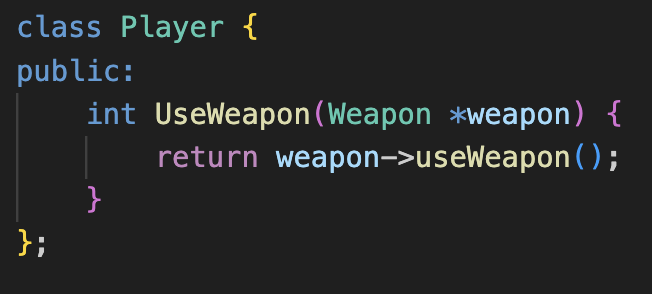 class Player {
public:
    int UseWeapon(Weapon *weapon) {
        return weapon->useWeapon();
    }
};